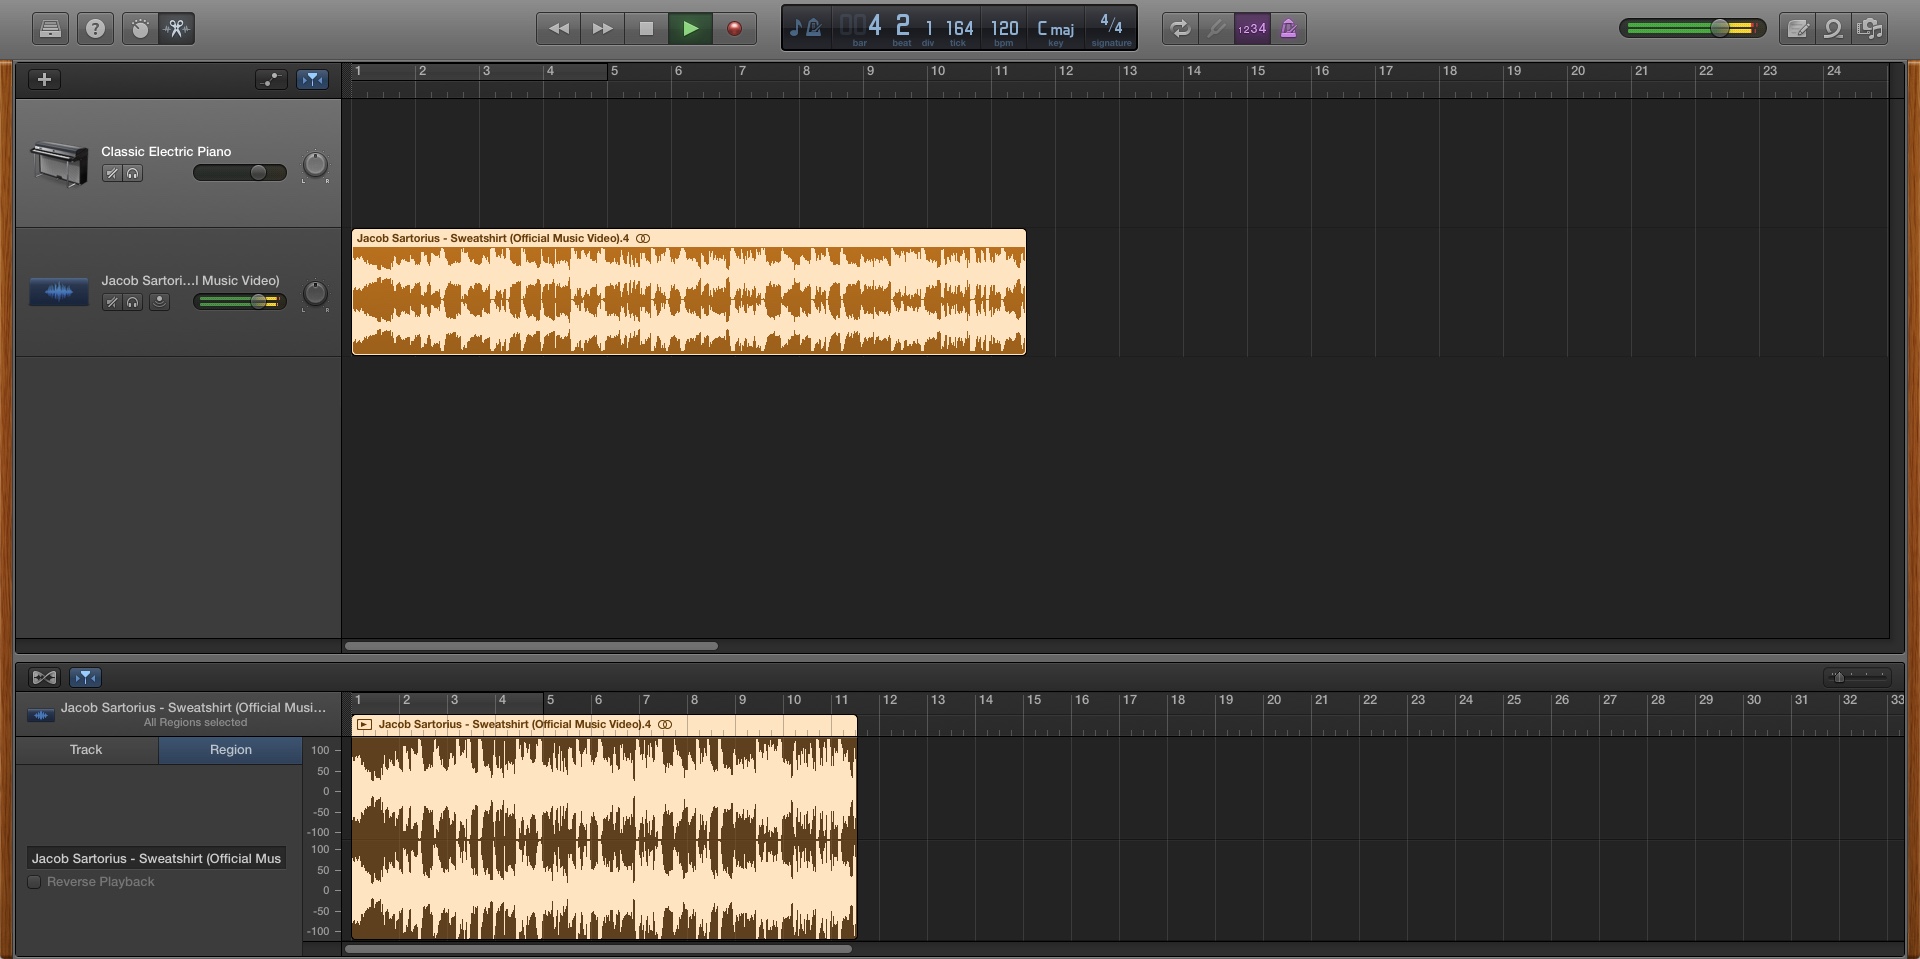 ?
004 2 1 164 120 C maj 4/4
bar beat div tick bpm key signature
1234
1 2 3 4 5 6 7 8 9 10 11 12 13 14 15 16 17 18 19 20 21 22 23 24
Classic Electric Piano
L R
Jacob Sartorius - Sweatshirt (Official Music Video).4
Jacob Sartori...l Music Video)
L R
1 2 3 4 5 6 7 8 9 10 11 12 13 14 15 16 17 18 19 20 21 22 23 24 25 26 27 28 29 30 31 32 33
Jacob Sartorius - Sweatshirt (Official Musi...
All Regions selected
Jacob Sartorius - Sweatshirt (Official Music Video).4
Track Region
100
50
0
-50
-100
100
50
0
-50
-100
Jacob Sartorius - Sweatshirt (Official Mus
Reverse Playback